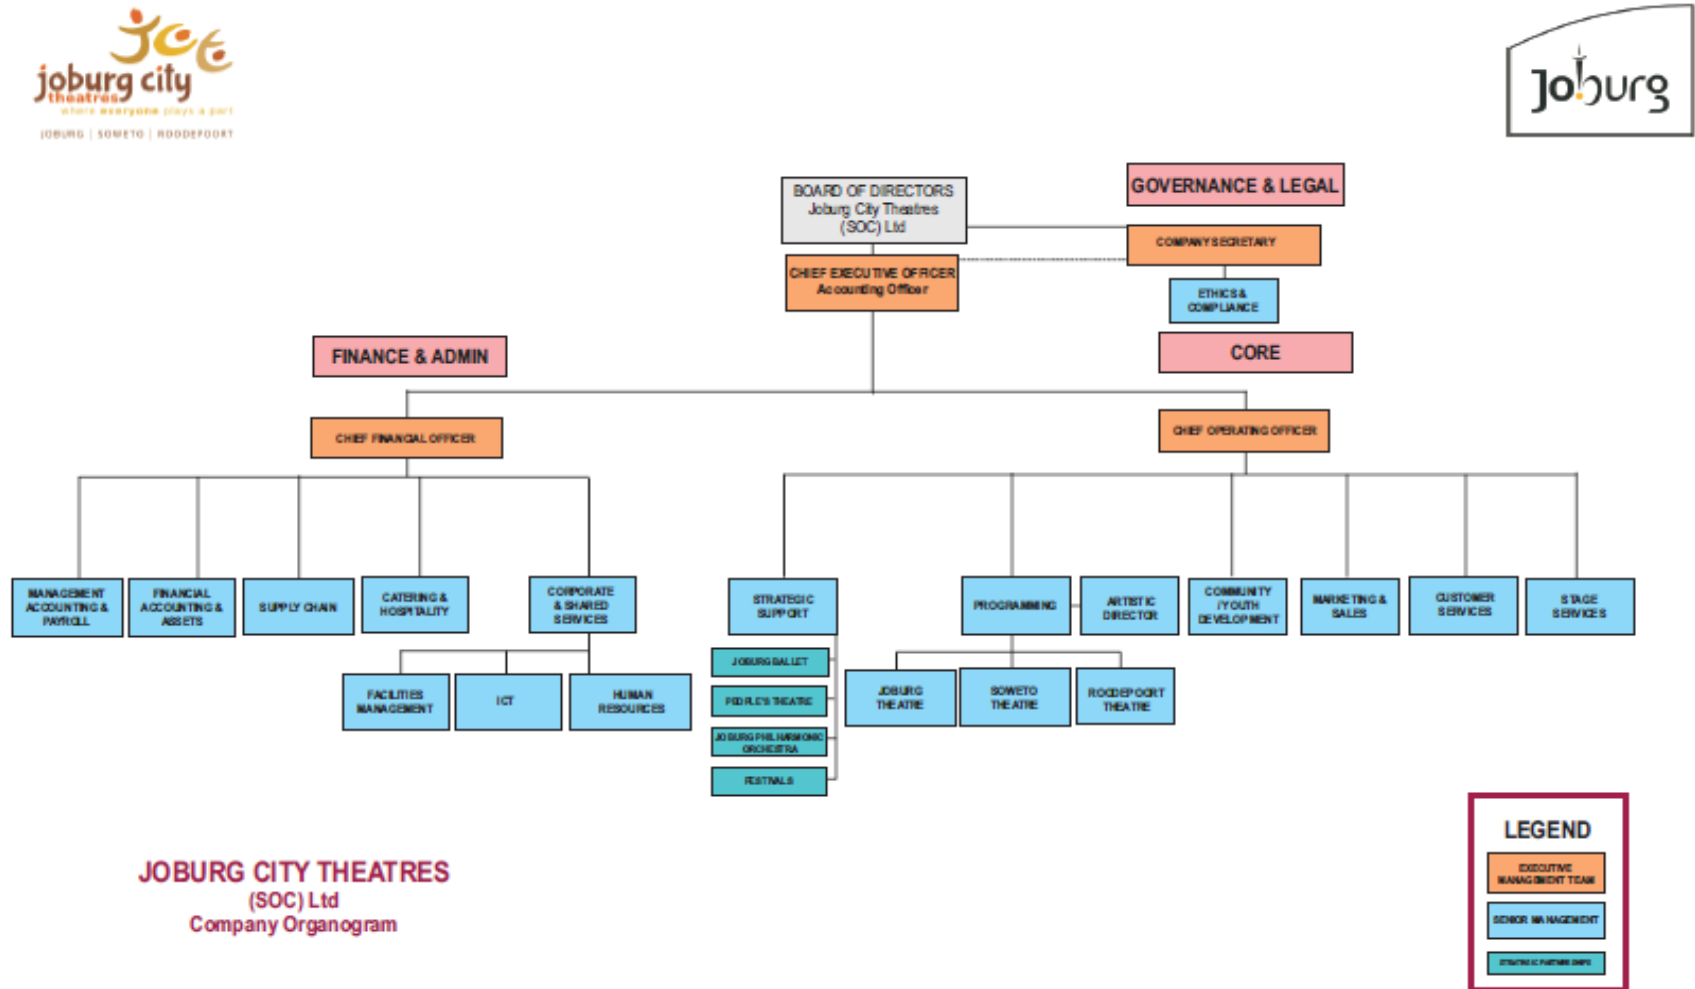 joburg city
theatres
where everyone plays a part
JOBURG | SOWETO | ROODEPOORT
Joburg
BOARD OF DIRECTORS
Joburg City Theatres
(SOC) Ltd
GOVERNANCE & LEGAL
COMPANY SECRETARY
CHIEF EXECUTIVE OFFICER
Accounting Officer
ETHICS &
COMPLIANCE
FINANCE & ADMIN
CORE
CHIEF FINANCIAL OFFICER
CHIEF OPERATING OFFICER
MANAGEMENT
ACCOUNTING &
PAYROLL
FINANCIAL
ACCOUNTING &
ASSETS
SUPPLY CHAIN
CATERING &
HOSPITALITY
CORPORATE
& SHARED
SERVICES
STRATEGIC
SUPPORT
PROGRAMMING
ARTISTIC
DIRECTOR
COMMUNITY
/YOUTH
DEVELOPMENT
MARKETING &
SALES
CUSTOMER
SERVICES
STAGE
SERVICES
FACILITIES
MANAGEMENT
ICT
HUMAN
RESOURCES
JOBURG BALLET
PEOPLE'S THEATRE
JOBURG PHILHARMONIC
ORCHESTRA
FESTIVALS
JOBURG
THEATRE
SOWETO
THEATRE
ROODEPOORT
THEATRE
JOBURG CITY THEATRES
(SOC) Ltd
Company Organogram
LEGEND
EXECUTIVE
MANAGEMENT TEAM
SENIOR MANAGEMENT
STRATEGIC PARTNERSHIPS